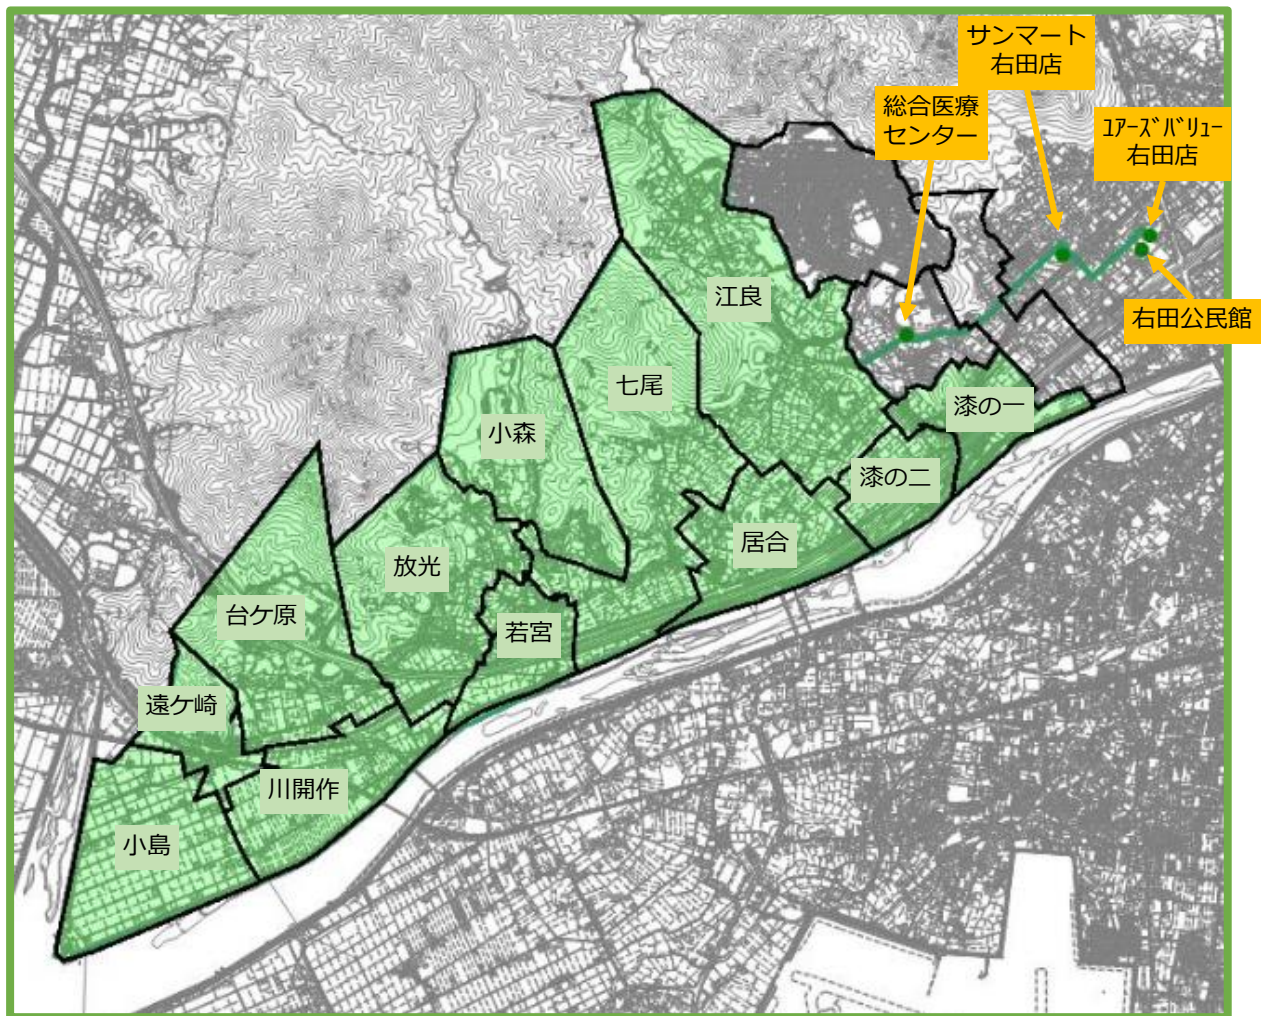 サンマート
右田店
総合医療
センター
ﾕｱｰｽﾞﾊﾞﾘｭｰ
右田店
右田公民館
江良
七尾
小森
漆の一
漆の二
居合
放光
台ケ原
若宮
遠ケ崎
川開作
小島